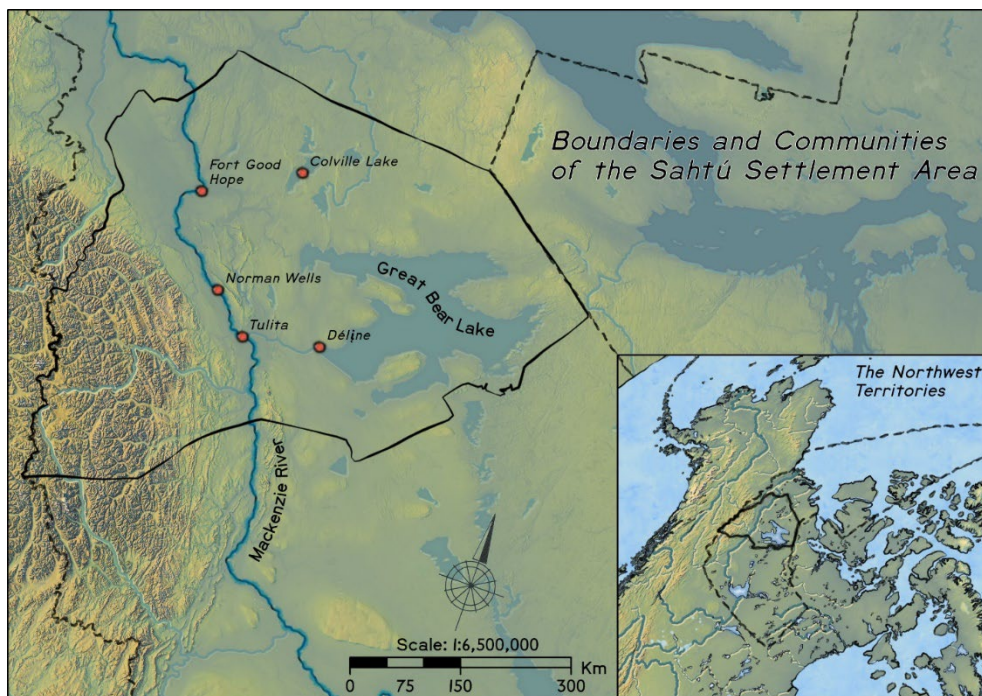 Boundaries and Communities
of the Sahtú Settlement Area
Fort Good
Hope
Colville Lake
Norman Wells
Great Bear Lake
Tulita
Délįne
Mackenzie River
The Northwest
Territories
Scale: 1:6,500,000
Km
0 75 150 300